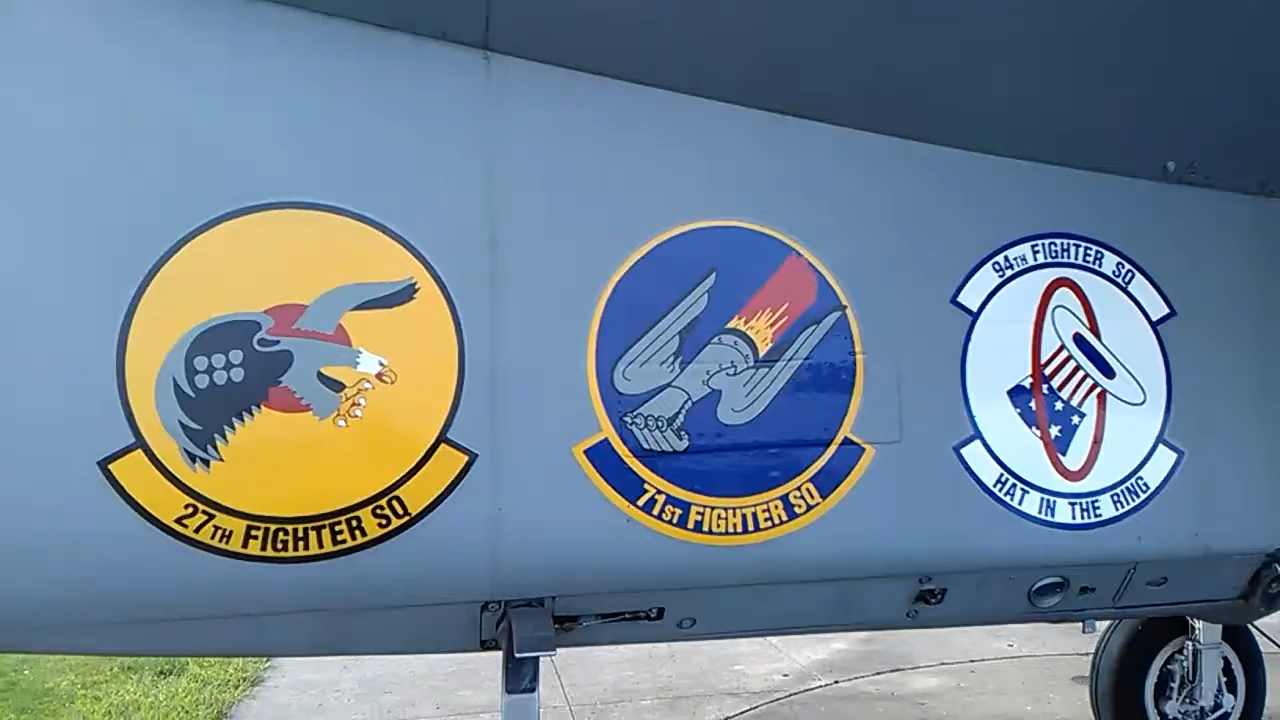 27TH FIGHTER SQ
71ST FIGHTER SQ
94TH FIGHTER SQ
HAT IN THE RING